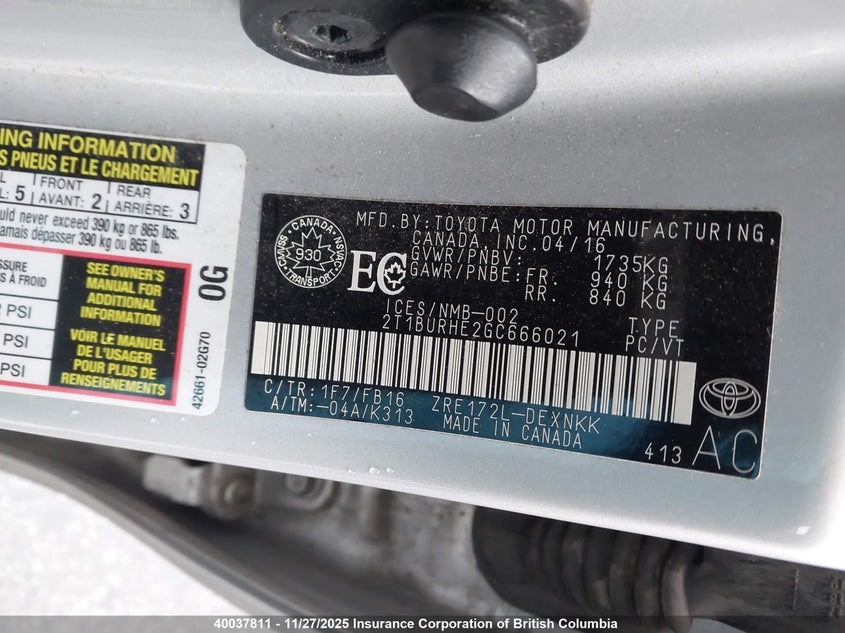 ING INFORMATION
S PNEUS ET LE CHARGEMENT
L: 5
FRONT
AVANT: 2
REAR
ARRIÈRE: 3
ould never exceed 390 kg or 865 lbs.
amais dépasser 390 kg ou 865 lb.
SSURE
S À FROID
PSI
PSI
PSI
SEE OWNER'S
MANUAL FOR
ADDITIONAL
INFORMATION
VOIR LE MANUEL
DE L'USAGER
POUR PLUS DE
RENSEIGNEMENTS
0G
42661-02G70
CANADA
TRANSPORT
930
EC
MFD.BY:TOYOTA MOTOR MANUFACTURING,
CANADA,INC.04/16
GVWR/PNBV: 1735KG
GAWR/PNBE:FR. 940 KG
RR. 840 KG
ICES/NMB-002
2T1BURHE2GC666021
TYPE
PC/VT
C/TR:1F7/FB16 ZRE172L-DEXNKK
A/TM:-04A/K313 MADE IN CANADA
413 AC
40037811 - 11/27/2025 Insurance Corporation of British Columbia